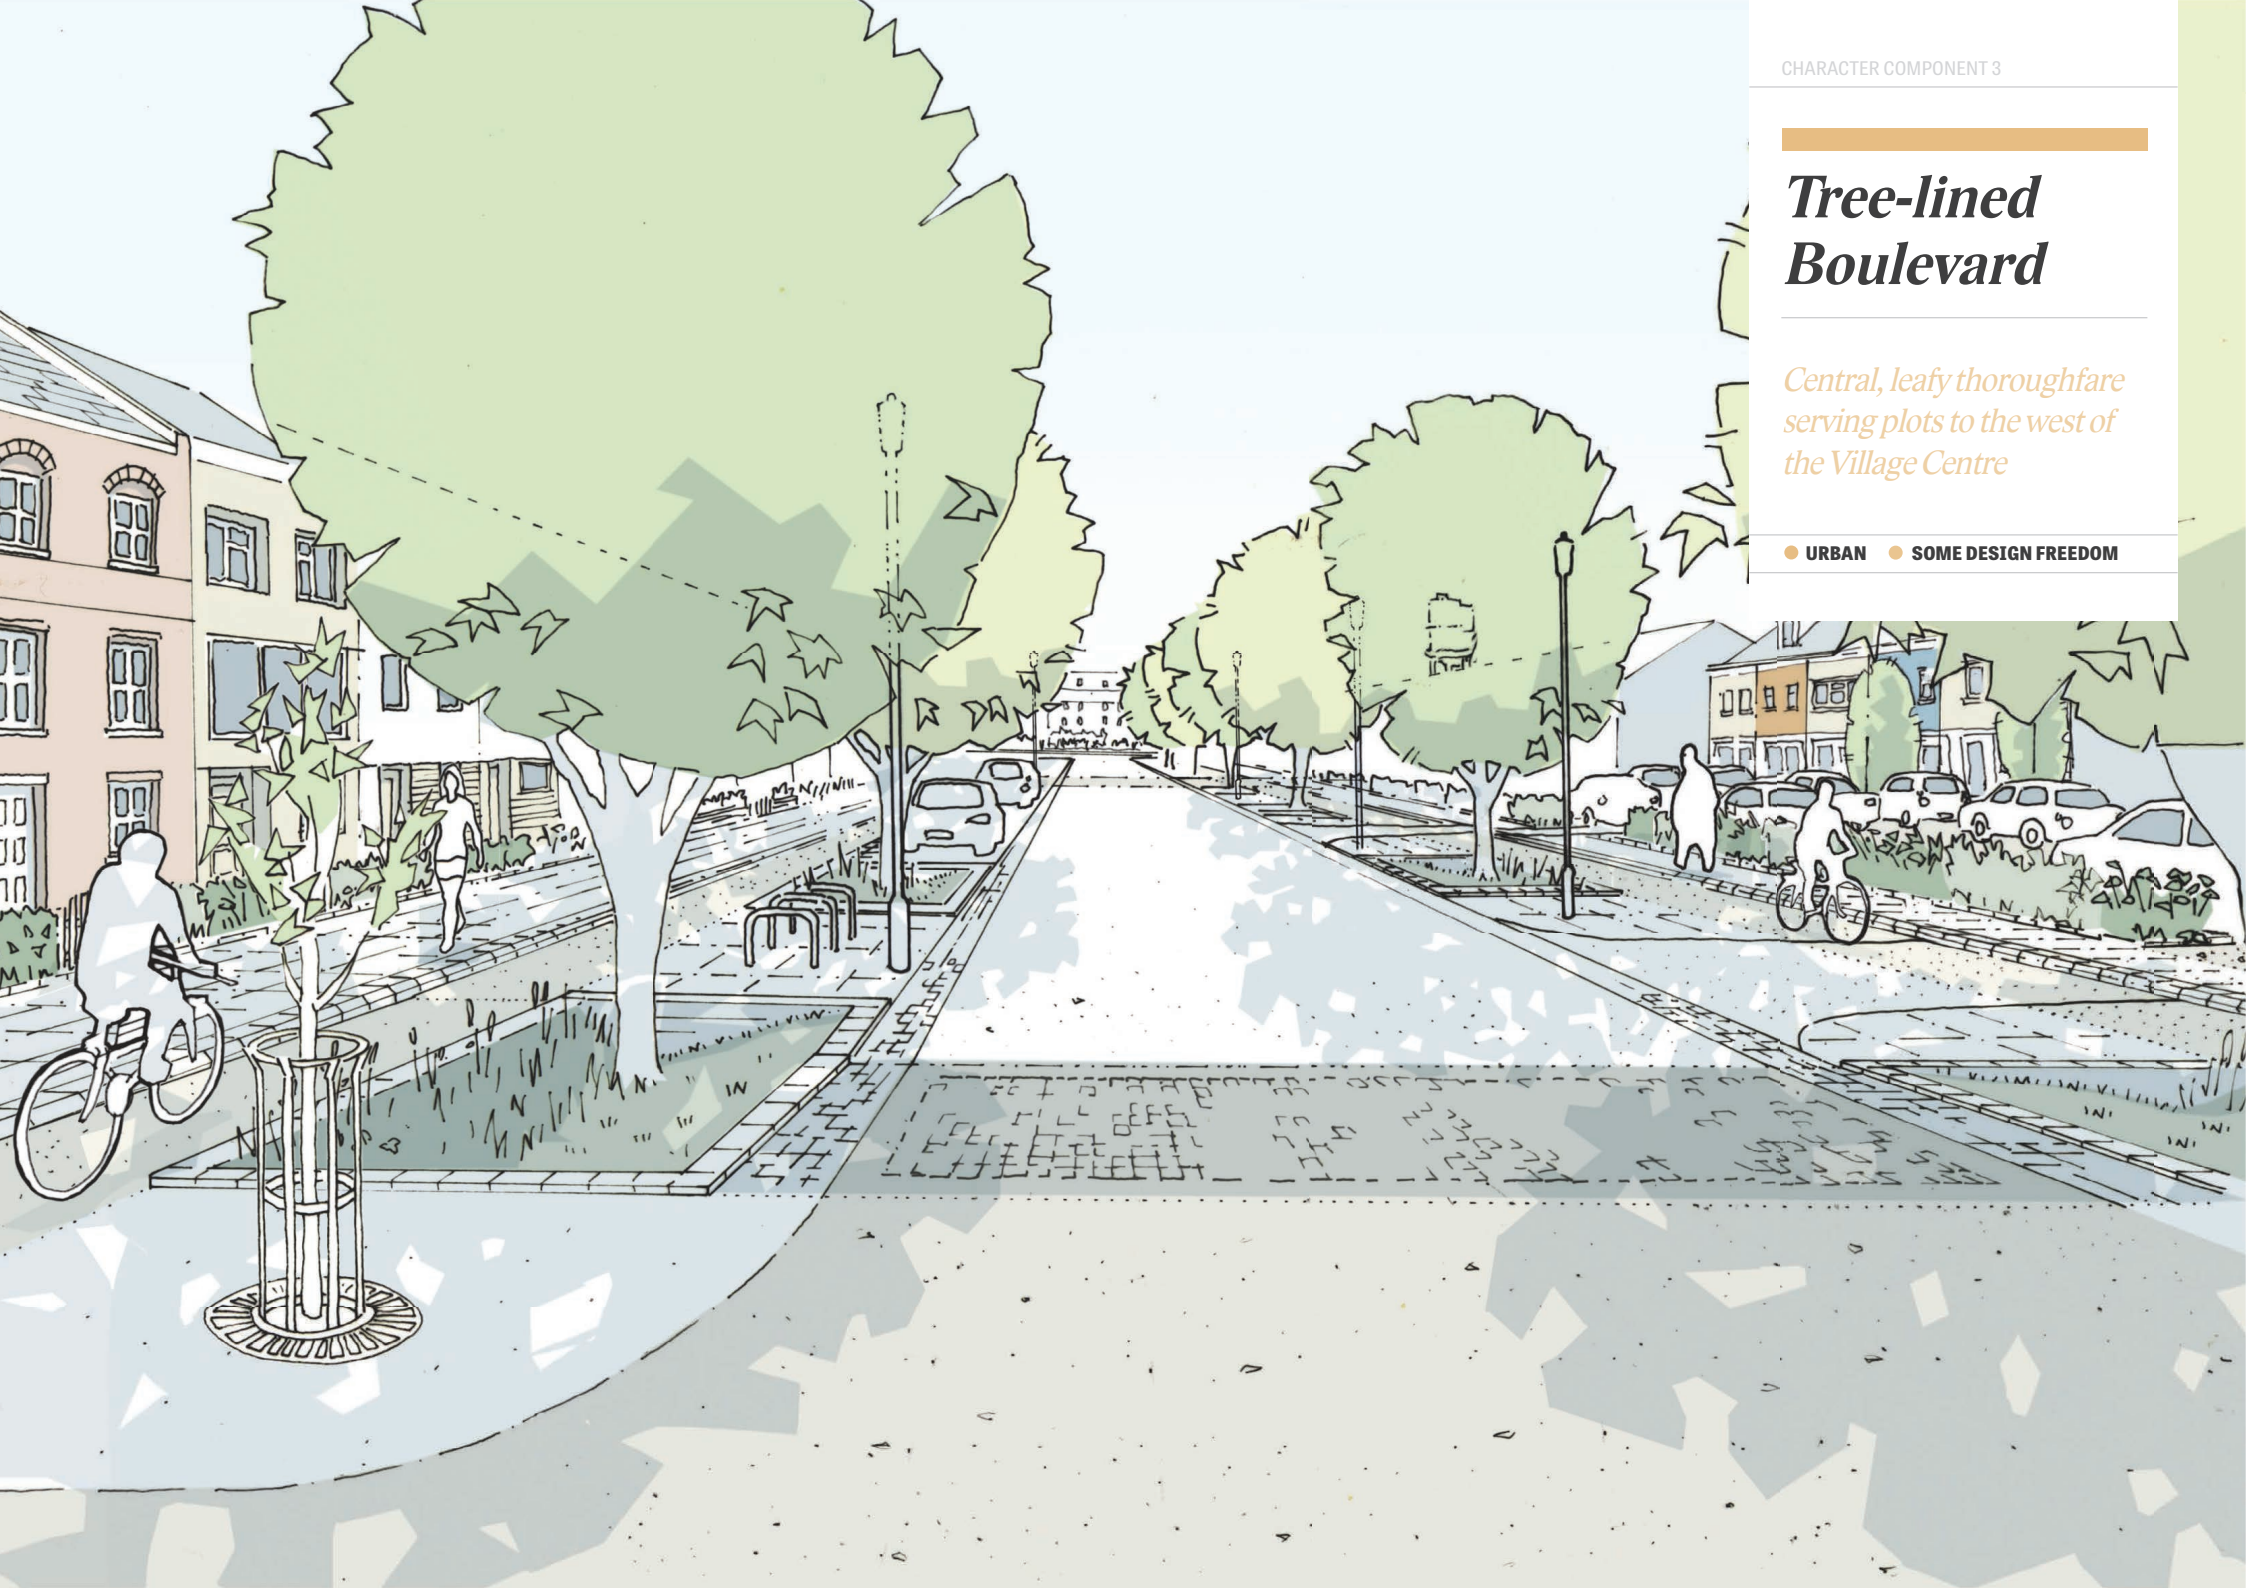 CHARACTER COMPONENT 3
Tree-lined
Boulevard
Central, leafy thoroughfare
serving plots to the west of
the Village Centre
URBAN SOME DESIGN FREEDOM